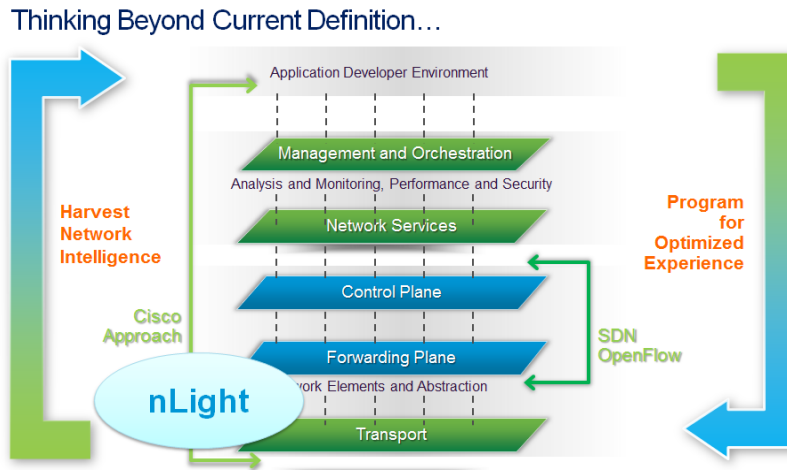 Thinking Beyond Current Definition…
Application Developer Environment
Management and Orchestration
Analysis and Monitoring, Performance and Security
Harvest
Network
Intelligence
Network Services
Program
for
Optimized
Experience
Control Plane
Cisco
Approach
Forwarding Plane
SDN
OpenFlow
work Elements and Abstraction
nLight
Transport